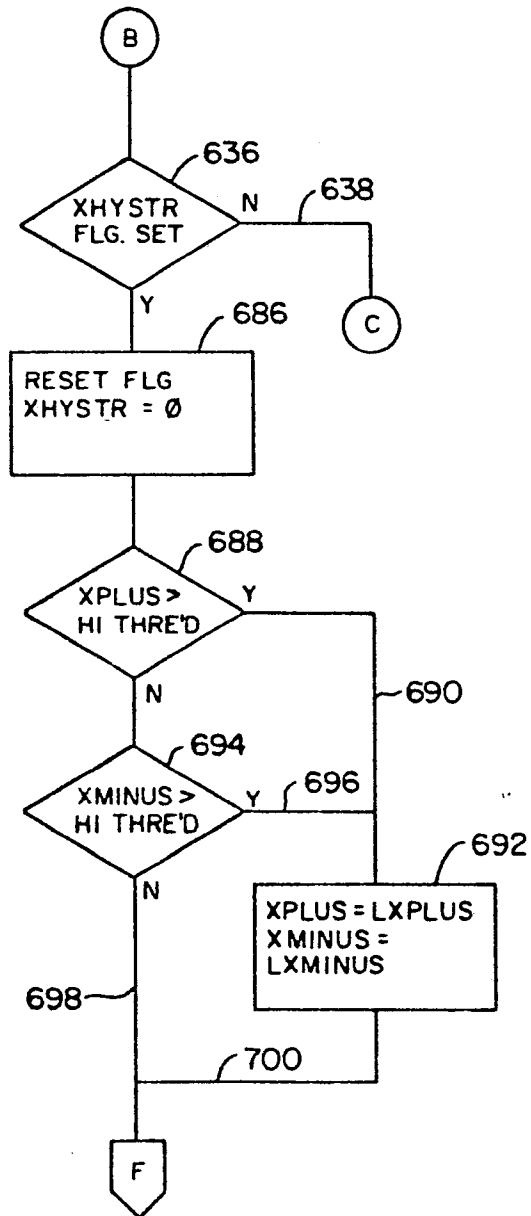 B
636
XHYSTR
FLG. SET
N
638
C
Y
686
RESET FLG
XHYSTR = Ø
688
XPLUS >
HI THRE'D
Y
N
690
694
XMINUS >
HI THRE'D
Y
696
N
692
XPLUS = LXPLUS
XMINUS =
LXMINUS
698
700
F